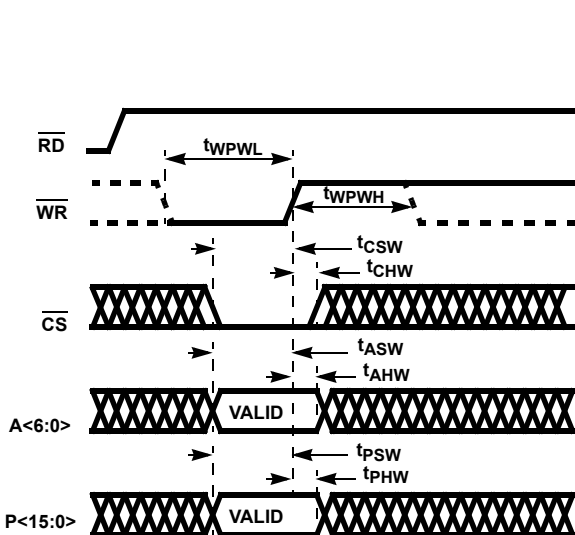 RD
tWPWL
WR
tWPWH
tCSW
tCHW
CS
tASW
tAHW
A<6:0>
VALID
tPSW
tPHW
P<15:0>
VALID